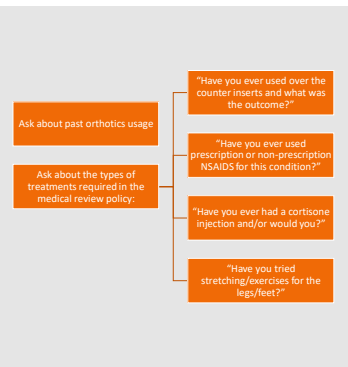 Ask about past orthotics usage
Ask about the types of
treatments required in the
medical review policy:
“Have you ever used over the
counter inserts and what was
the outcome?”
“Have you ever used
prescription or non-prescription
NSAIDS for this condition?”
“Have you ever had a cortisone
injection and/or would you?”
“Have you tried
stretching/exercises for the
legs/feet?”